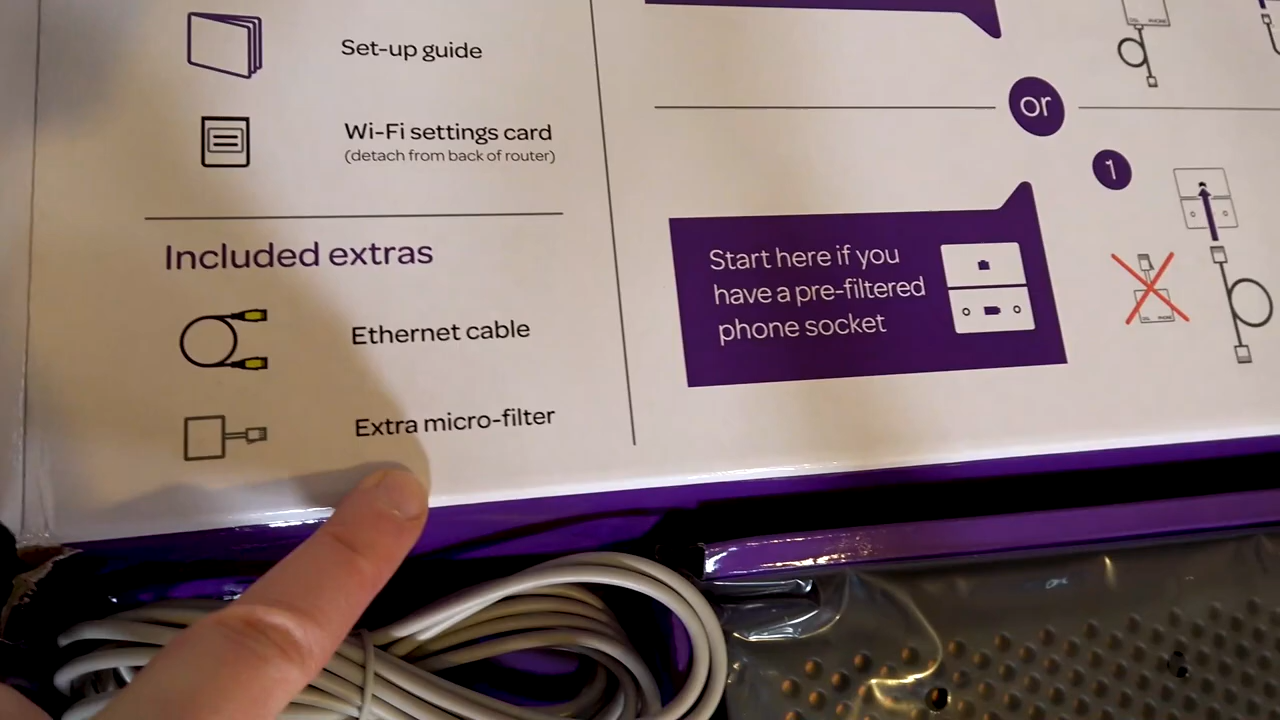 Set-up guide
Wi-Fi settings card
(detach from back of router)
Included extras
Ethernet cable
Extra micro-filter
or
1
Start here if you
have a pre-filtered
phone socket